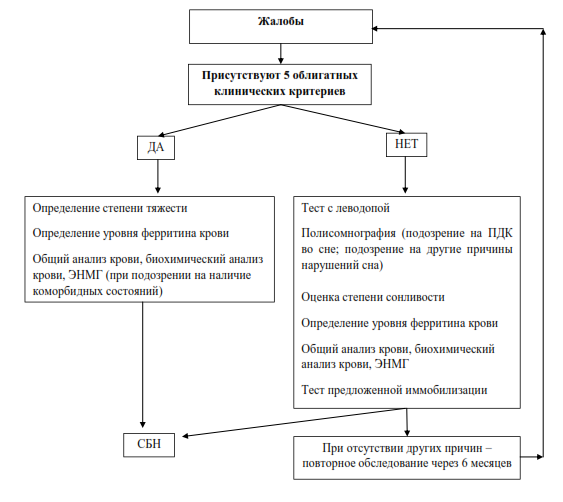 Жалобы
Присутствуют 5 облигатных
клинических критериев
ДА
НЕТ
Определение степени тяжести
Определение уровня ферритина крови
Общий анализ крови, биохимический анализ
крови, ЭНМГ (при подозрении на наличие
коморбидных состояний)
Тест с леводопой
Полисомнография (подозрение на ПДК
во сне; подозрение на другие причины
нарушений сна)
Оценка степени сонливости
Определение уровня ферритина крови
Общий анализ крови, биохимический
анализ крови, ЭНМГ
Тест предложенной иммобилизации
СБН
При отсутствии других причин –
повторное обследование через 6 месяцев